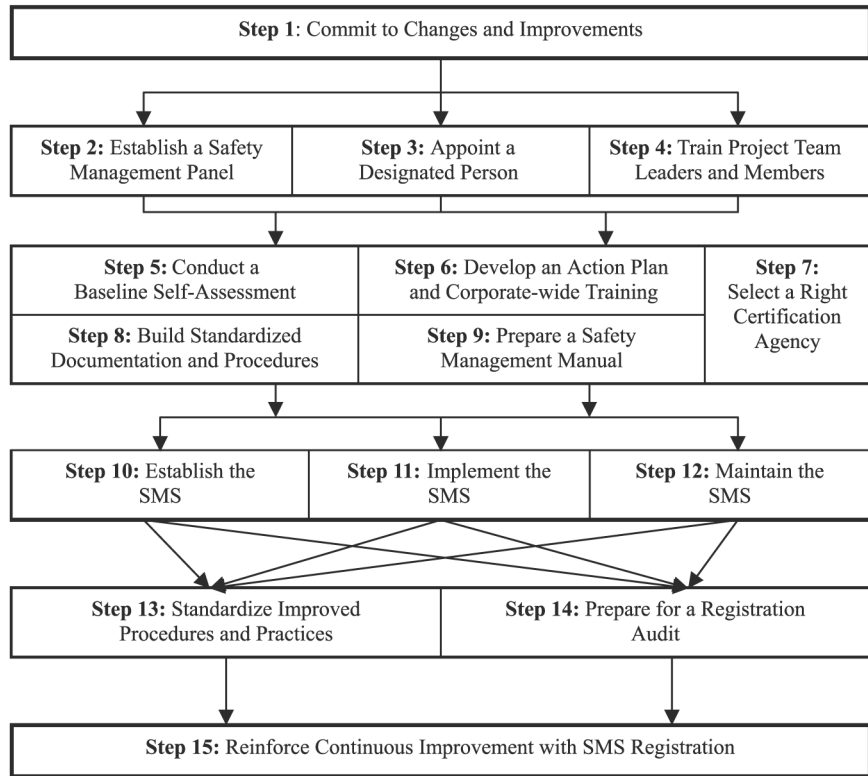 Step 1: Commit to Changes and Improvements
Step 2: Establish a Safety
Management Panel
Step 3: Appoint a
Designated Person
Step 4: Train Project Team
Leaders and Members
Step 5: Conduct a
Baseline Self-Assessment
Step 6: Develop an Action Plan
and Corporate-wide Training
Step 7:
Select a Right
Certification
Agency
Step 8: Build Standardized
Documentation and Procedures
Step 9: Prepare a Safety
Management Manual
Step 10: Establish the
SMS
Step 11: Implement the
SMS
Step 12: Maintain the
SMS
Step 13: Standardize Improved
Procedures and Practices
Step 14: Prepare for a Registration
Audit
Step 15: Reinforce Continuous Improvement with SMS Registration